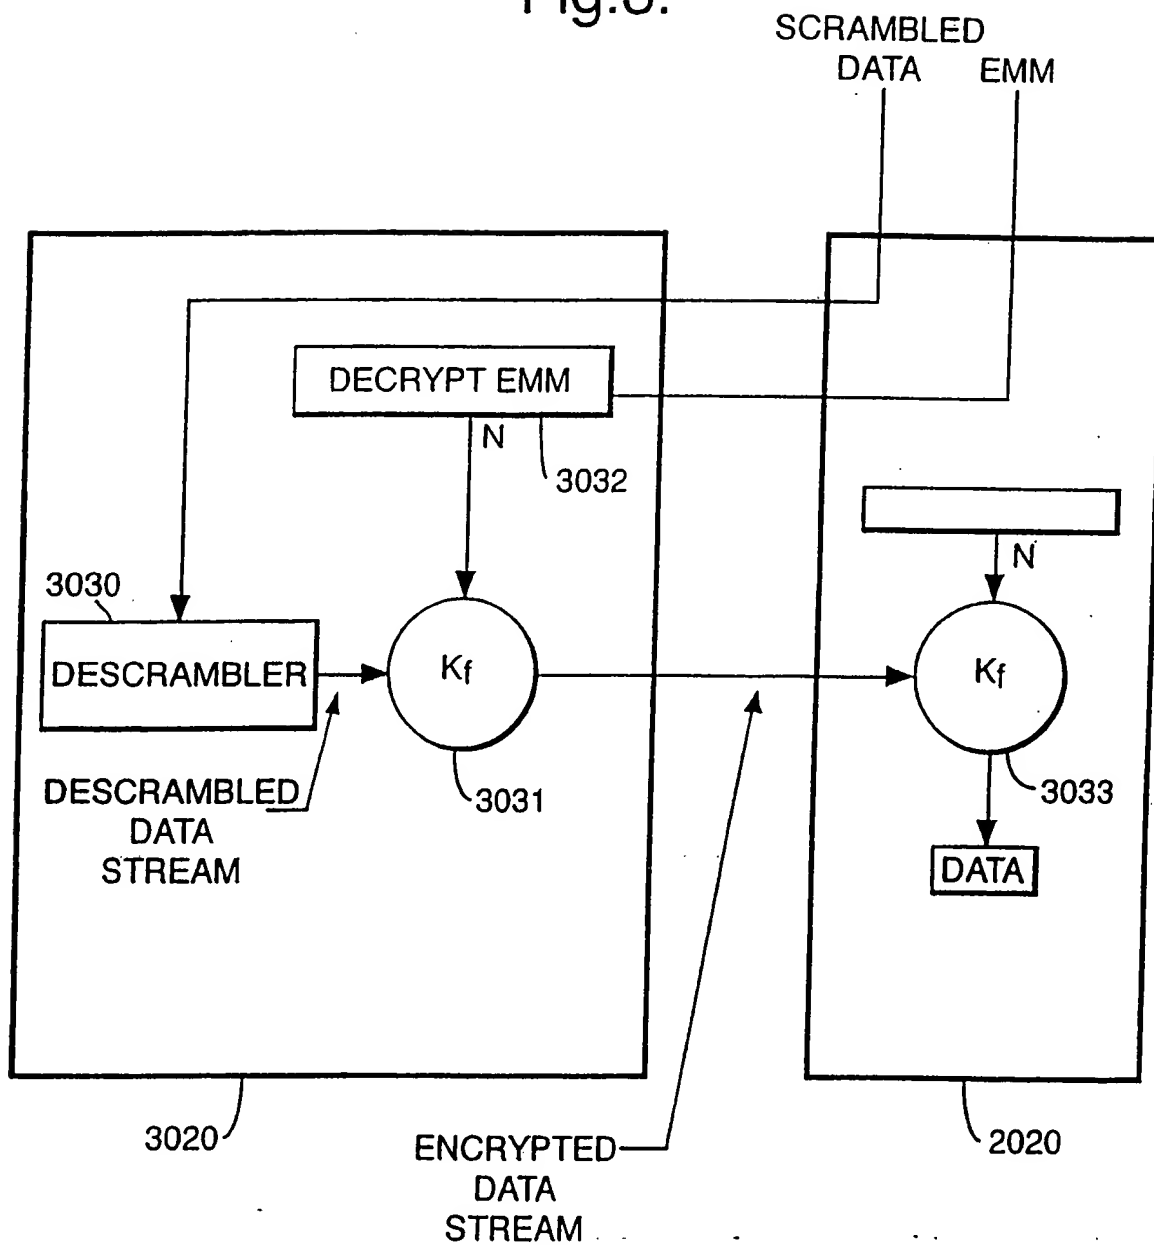 SCRAMBLED
DATA EMM
DECRYPT EMM
N
3032
N
3030
DESCRAMBLER
Kf
Kf
3031
3033
DESCRAMBLED
DATA
STREAM
DATA
3020
2020
ENCRYPTED
DATA
STREAM